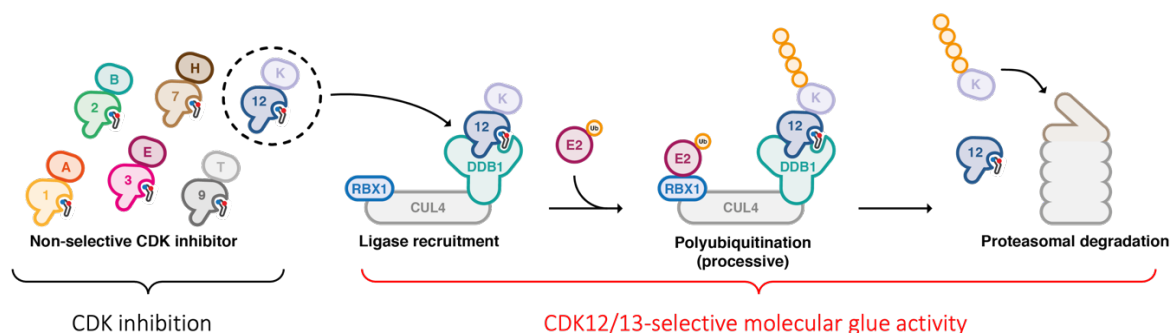 B
2
H
7
K
12
A
1
E
3
T
9
Non-selective CDK inhibitor
CDK inhibition
K
12
DDB1
RBX1
CUL4
Ligase recruitment
Ub
E2
K
12
DDB1
Ub
E2
RBX1
CUL4
Polyubiquitination
(processive)
K
12
Proteasomal degradation
CDK12/13-selective molecular glue activity